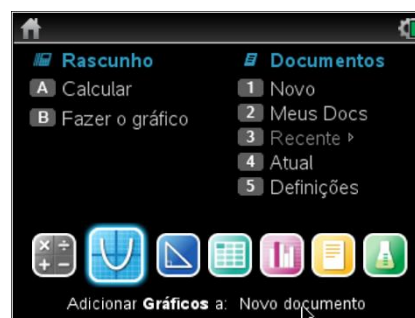 Rascunho
A Calcular
B Fazer o gráfico
Documentos
1 Novo
2 Meus Docs
3 Recente ▸
4 Atual
5 Definições
Adicionar Gráficos a: Novo documento